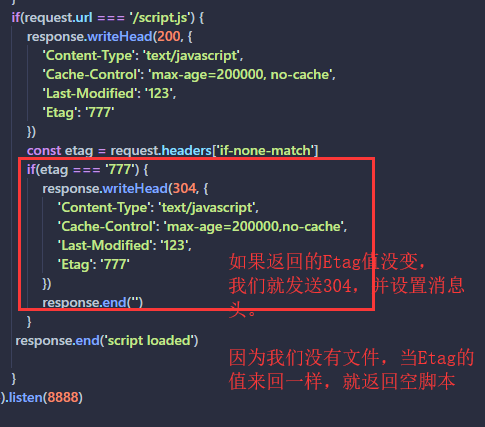 }
if(request.url === '/script.js') {
response.writeHead(200, {
'Content-Type': 'text/javascript',
'Cache-Control': 'max-age=200000, no-cache',
'Last-Modified': '123',
'Etag': '777'
})
const etag = request.headers['if-none-match']
if(etag === '777') {
response.writeHead(304, {
'Content-Type': 'text/javascript',
'Cache-Control': 'max-age=200000,no-cache',
'Last-Modified': '123',
'Etag': '777'
})
response.end('')
}
response.end('script loaded')
}
).listen(8888)
如果返回的Etag值没变，
我们就发送304，并设置消息
头。
因为我们没有文件，当Etag的
值来回一样，就返回空脚本